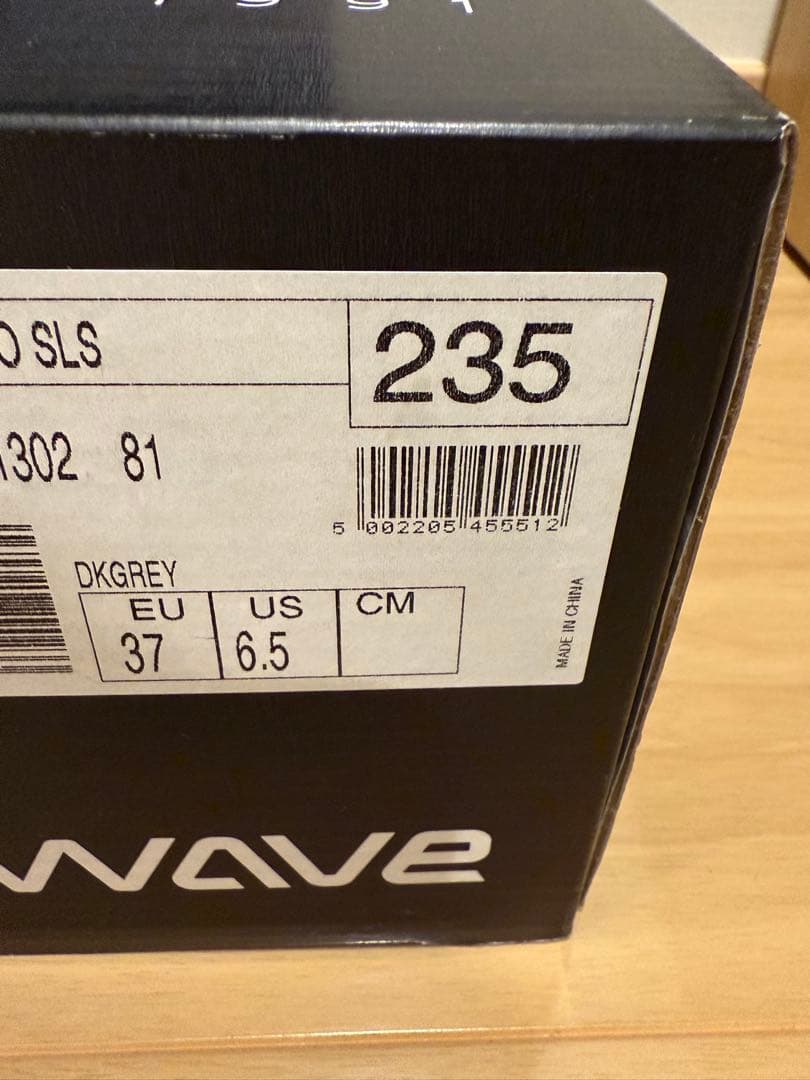 O SLS
235
1302 81
5 002205 455512
DKGREY
EU US CM
37 6.5
MADE IN CHINA
wave